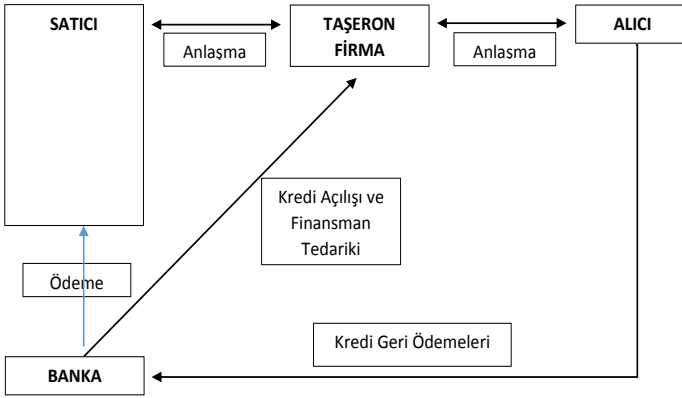 SATICI
TAŞERON
FİRMA
ALICI
Anlaşma
Anlaşma
Kredi Açılışı ve
Finansman
Tedariki
Ödeme
Kredi Geri Ödemeleri
BANKA